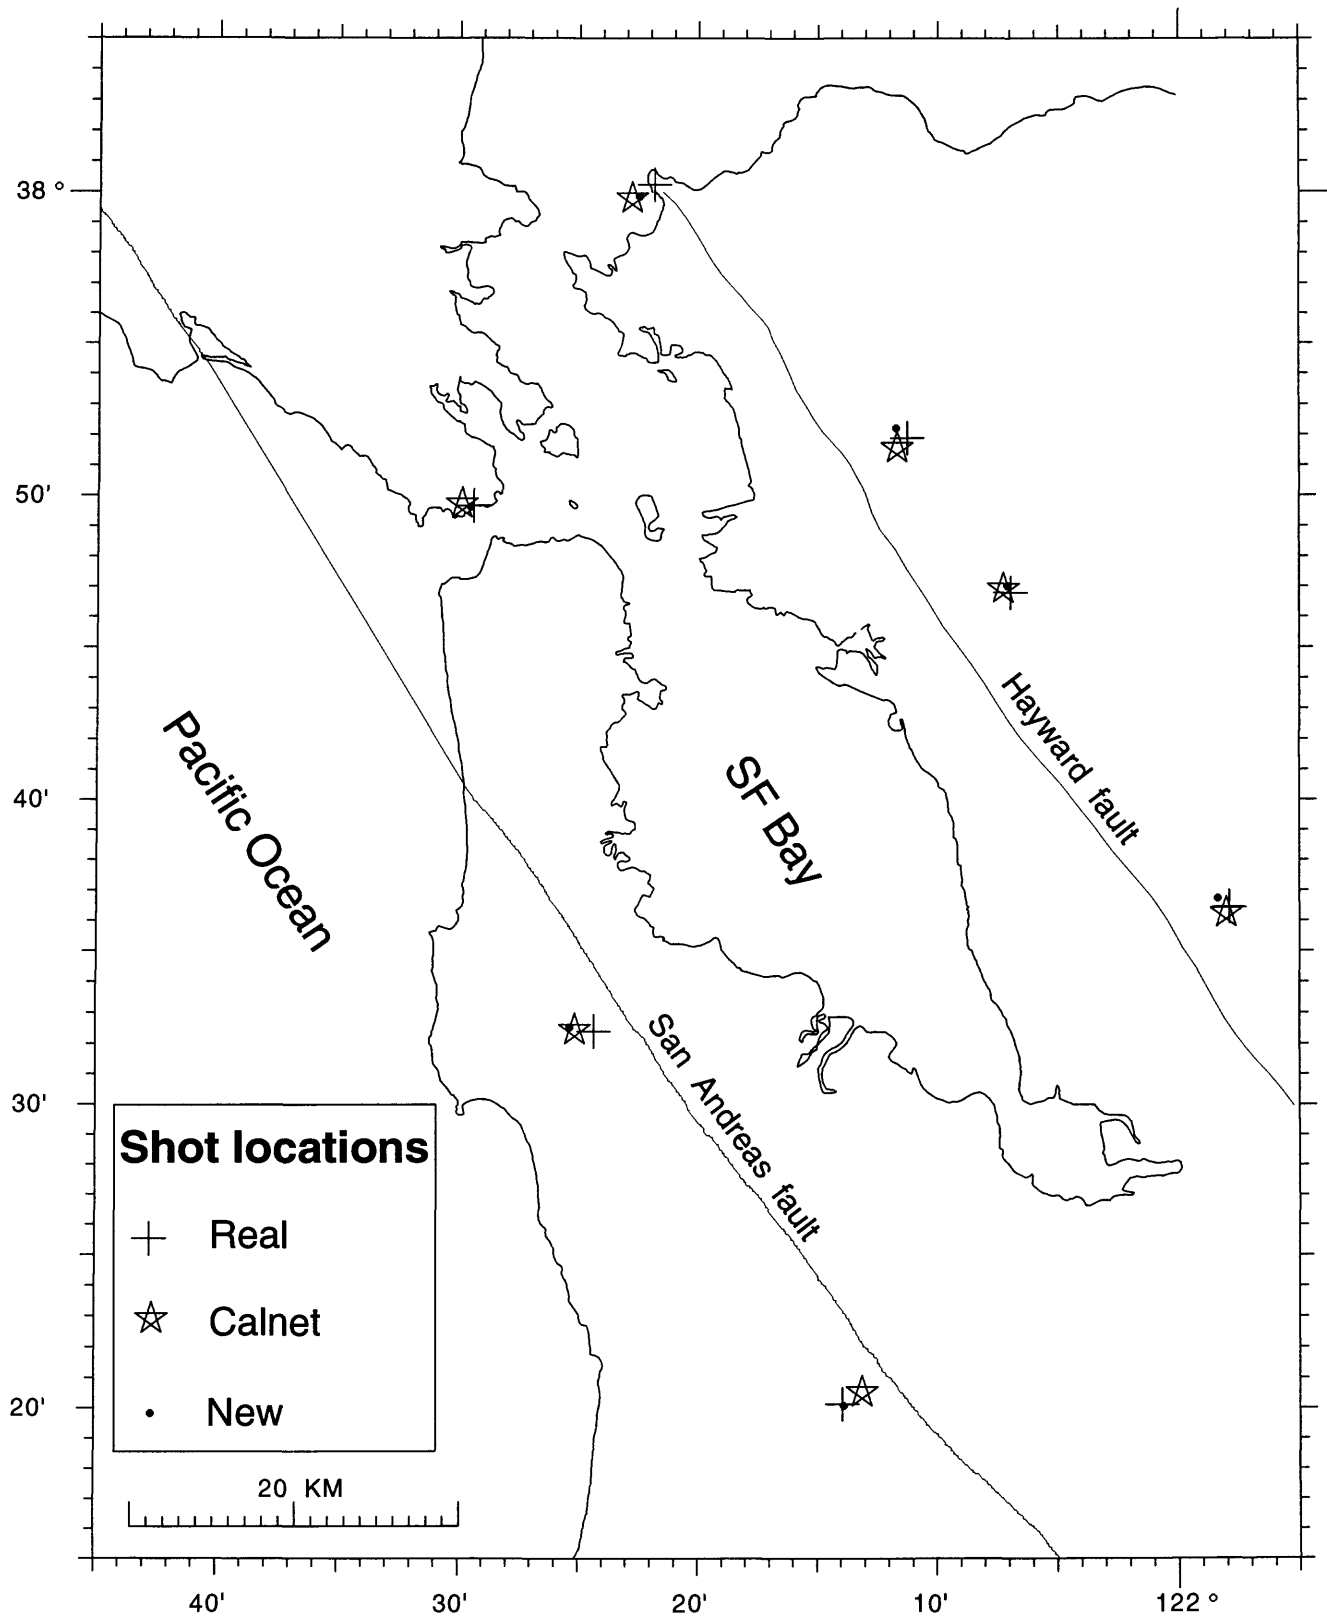 38 °
50'
40'
30'
20'
Pacific Ocean
SF Bay
Hayward fault
San Andreas fault
Shot locations
Real
Calnet
New
20 KM
40'
30'
20'
10'
122 °